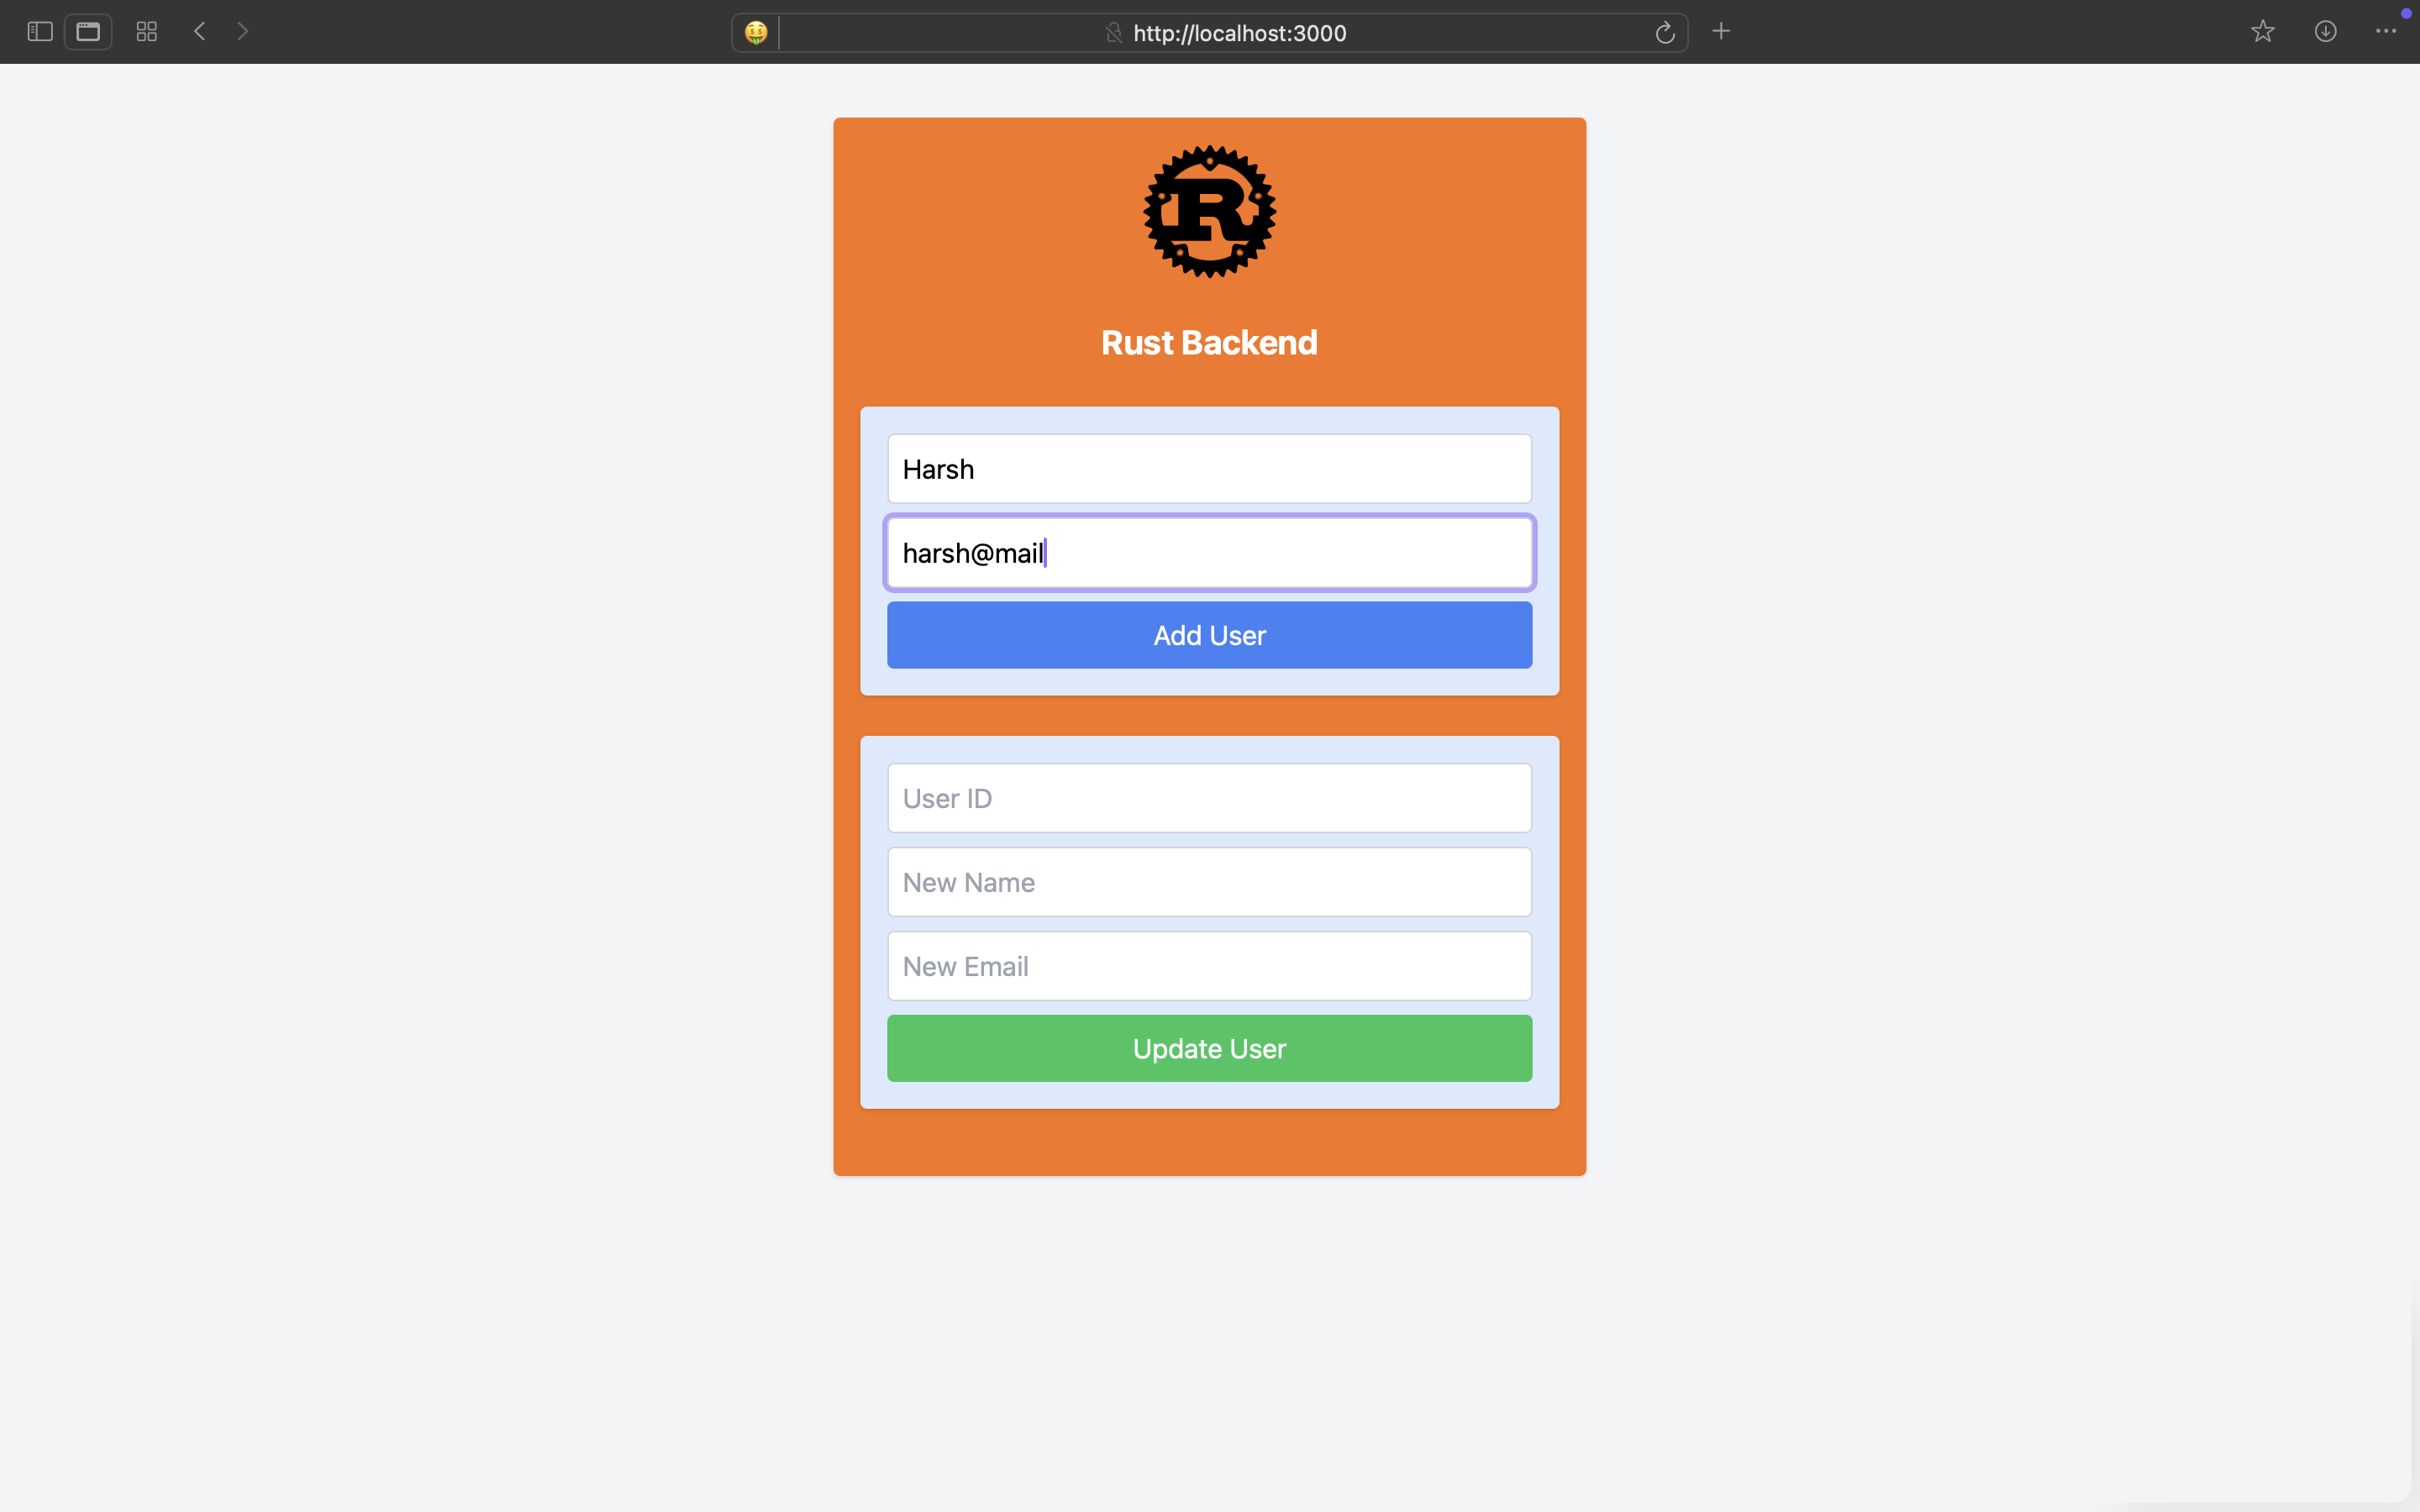 http://localhost:3000
R
Rust Backend
Harsh
harsh@mail
Add User
User ID
New Name
New Email
Update User